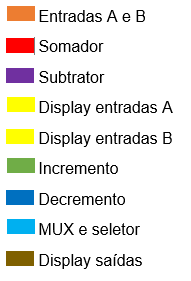 Entradas A e B
Somador
Subtrator
Display entradas A
Display entradas B
Incremento
Decremento
MUX e seletor
Display saídas